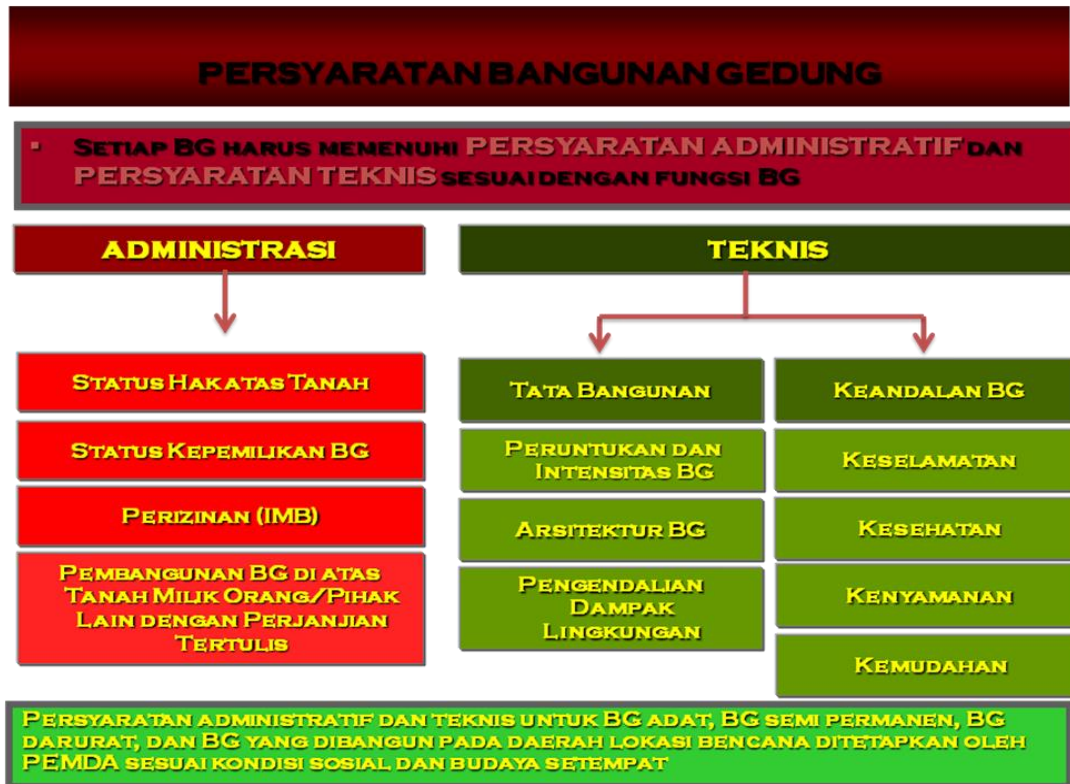 PERSYARATAN BANGUNAN GEDUNG
▪ SETIAP BG HARUS MEMENUHI PERSYARATAN ADMINISTRATIF DAN
PERSYARATAN TEKNIS SESUAI DENGAN FUNGSI BG
ADMINISTRASI
STATUS HAK ATAS TANAH
STATUS KEPEMILIKAN BG
PERIZINAN (IMB)
PEMBANGUNAN BG DI ATAS
TANAH MILIK ORANG/PIHAK
LAIN DENGAN PERJANJIAN
TERTULIS
TEKNIS
TATA BANGUNAN
PERUNTUKAN DAN
INTENSITAS BG
ARSITEKTUR BG
PENGENDALIAN
DAMPAK
LINGKUNGAN
KEANDALAN BG
KESELAMATAN
KESEHATAN
KENYAMANAN
KEMUDAHAN
PERSYARATAN ADMINISTRATIF DAN TEKNIS UNTUK BG ADAT, BG SEMI PERMANEN, BG
DARURAT, DAN BG YANG DIBANGUN PADA DAERAH LOKASI BENCANA DITETAPKAN OLEH
PEMDA SESUAI KONDISI SOSIAL DAN BUDAYA SETEMPAT